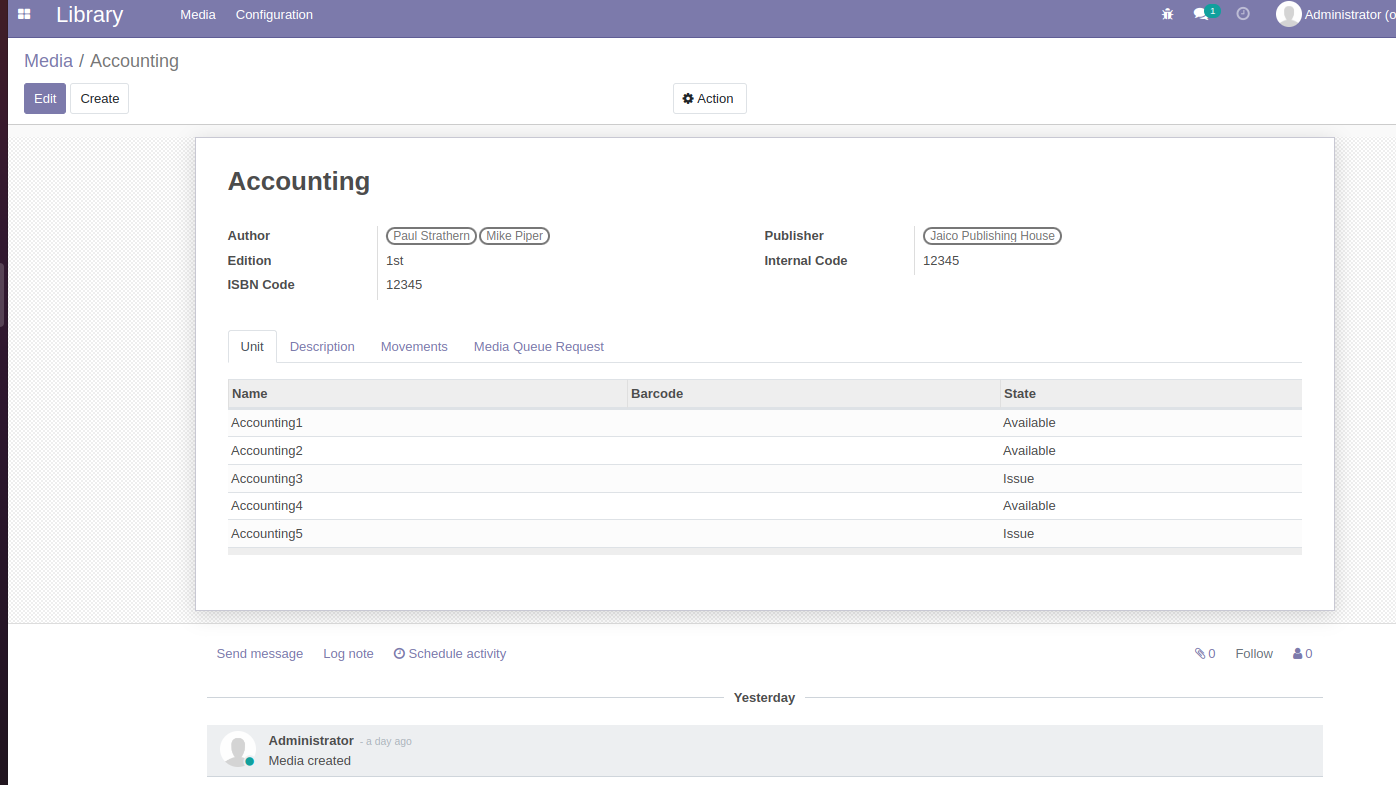 Library Media Configuration 1 Administrator (o
Media / Accounting
Edit Create Action
Accounting
Author Paul Strathern Mike Piper Publisher Jaico Publishing House
Edition 1st Internal Code 12345
ISBN Code 12345
Unit Description Movements Media Queue Request
Name Barcode State
Accounting1 Available
Accounting2 Available
Accounting3 Issue
Accounting4 Available
Accounting5 Issue
Send message Log note Schedule activity 0 Follow 0
Yesterday
Administrator - a day ago
Media created